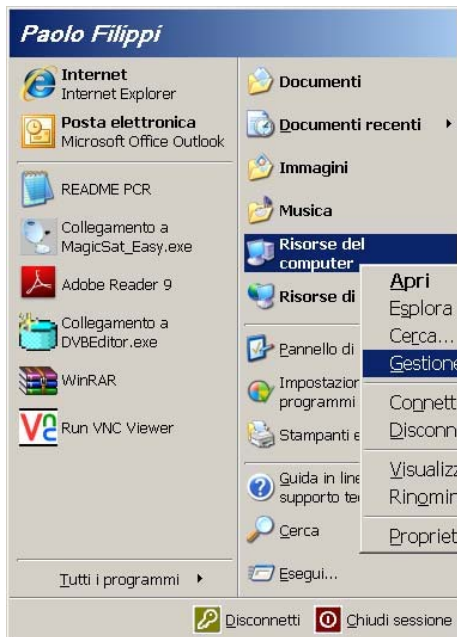 Paolo Filippi
Internet
Internet Explorer
Posta elettronica
Microsoft Office Outlook
README PCR
Collegamento a
MagicSat_Easy.exe
Adobe Reader 9
Collegamento a
DVBEditor.exe
WinRAR
Run VNC Viewer
Tutti i programmi
Documenti
Documenti recenti
Immagini
Musica
Risorse del
computer
Risorse di
Pannello di
Impostazior
programmi
Stampanti e
Guida in line
supporto te
Cerca
Esegui...
Apri
Esplora
Cerca...
Gestione
Connett
Disconn
Visualizz
Rinomin
Propriet
Disconnetti
Chiudi sessione